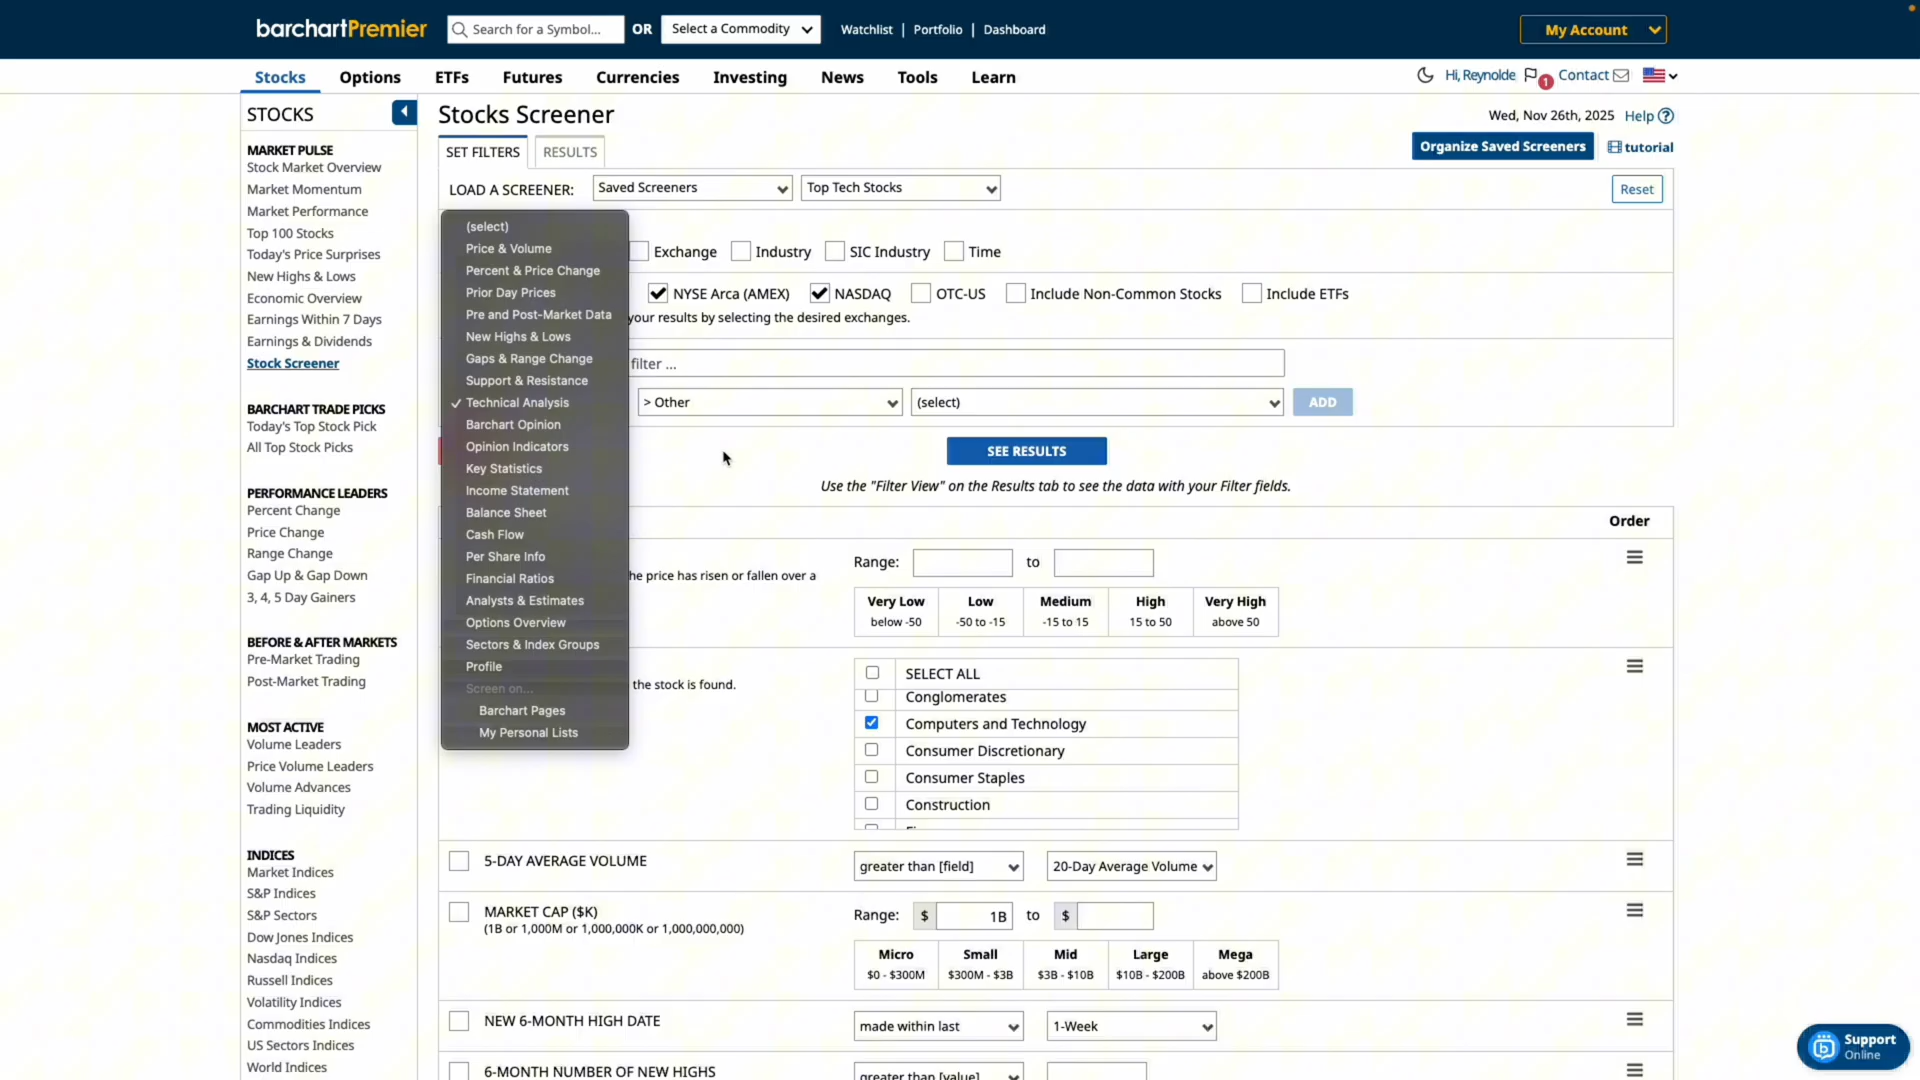 barchartPremier
Search for a Symbol...
OR
Select a Commodity
Watchlist | Portfolio | Dashboard
My Account
Stocks
Options
ETFs
Futures
Currencies
Investing
News
Tools
Learn
Hi, Reynolde
1
Contact
STOCKS
MARKET PULSE
Stock Market Overview
Market Momentum
Market Performance
Top 100 Stocks
Today's Price Surprises
New Highs & Lows
Economic Overview
Earnings Within 7 Days
Earnings & Dividends
Stock Screener
BARCHART TRADE PICKS
Today's Top Stock Pick
All Top Stock Picks
PERFORMANCE LEADERS
Percent Change
Price Change
Range Change
Gap Up & Gap Down
3, 4, 5 Day Gainers
BEFORE & AFTER MARKETS
Pre-Market Trading
Post-Market Trading
MOST ACTIVE
Volume Leaders
Price Volume Leaders
Volume Advances
Trading Liquidity
INDICES
Market Indices
S&P Indices
S&P Sectors
Dow Jones Indices
Nasdaq Indices
Russell Indices
Volatility Indices
Commodities Indices
US Sectors Indices
World Indices
Stocks Screener
Wed, Nov 26th, 2025 Help ?
SET FILTERS
RESULTS
Organize Saved Screeners
tutorial
LOAD A SCREENER:
Saved Screeners
Top Tech Stocks
Reset
(select)
Price & Volume
Percent & Price Change
Prior Day Prices
Pre and Post-Market Data
New Highs & Lows
Gaps & Range Change
Support & Resistance
✓ Technical Analysis
Barchart Opinion
Opinion Indicators
Key Statistics
Income Statement
Balance Sheet
Cash Flow
Per Share Info
Financial Ratios
Analysts & Estimates
Options Overview
Sectors & Index Groups
Profile
Screen on...
Barchart Pages
My Personal Lists
Exchange
Industry
SIC Industry
Time
NYSE Arca (AMEX)
NASDAQ
OTC-US
Include Non-Common Stocks
Include ETFs
your results by selecting the desired exchanges.
filter ...
> Other
(select)
ADD
SEE RESULTS
Use the "Filter View" on the Results tab to see the data with your Filter fields.
Order
he price has risen or fallen over a
Range:
to
Very Low
below -50
Low
-50 to -15
Medium
-15 to 15
High
15 to 50
Very High
above 50
the stock is found.
SELECT ALL
Conglomerates
Computers and Technology
Consumer Discretionary
Consumer Staples
Construction
5-DAY AVERAGE VOLUME
greater than [field]
20-Day Average Volume
MARKET CAP ($K)
(1B or 1,000M or 1,000,000K or 1,000,000,000)
Range: $ 1B to $
Micro
$0 - $300M
Small
$300M - $3B
Mid
$3B - $10B
Large
$10B - $200B
Mega
above $200B
NEW 6-MONTH HIGH DATE
made within last
1-Week
6-MONTH NUMBER OF NEW HIGHS
greater than [value]
Support
Online